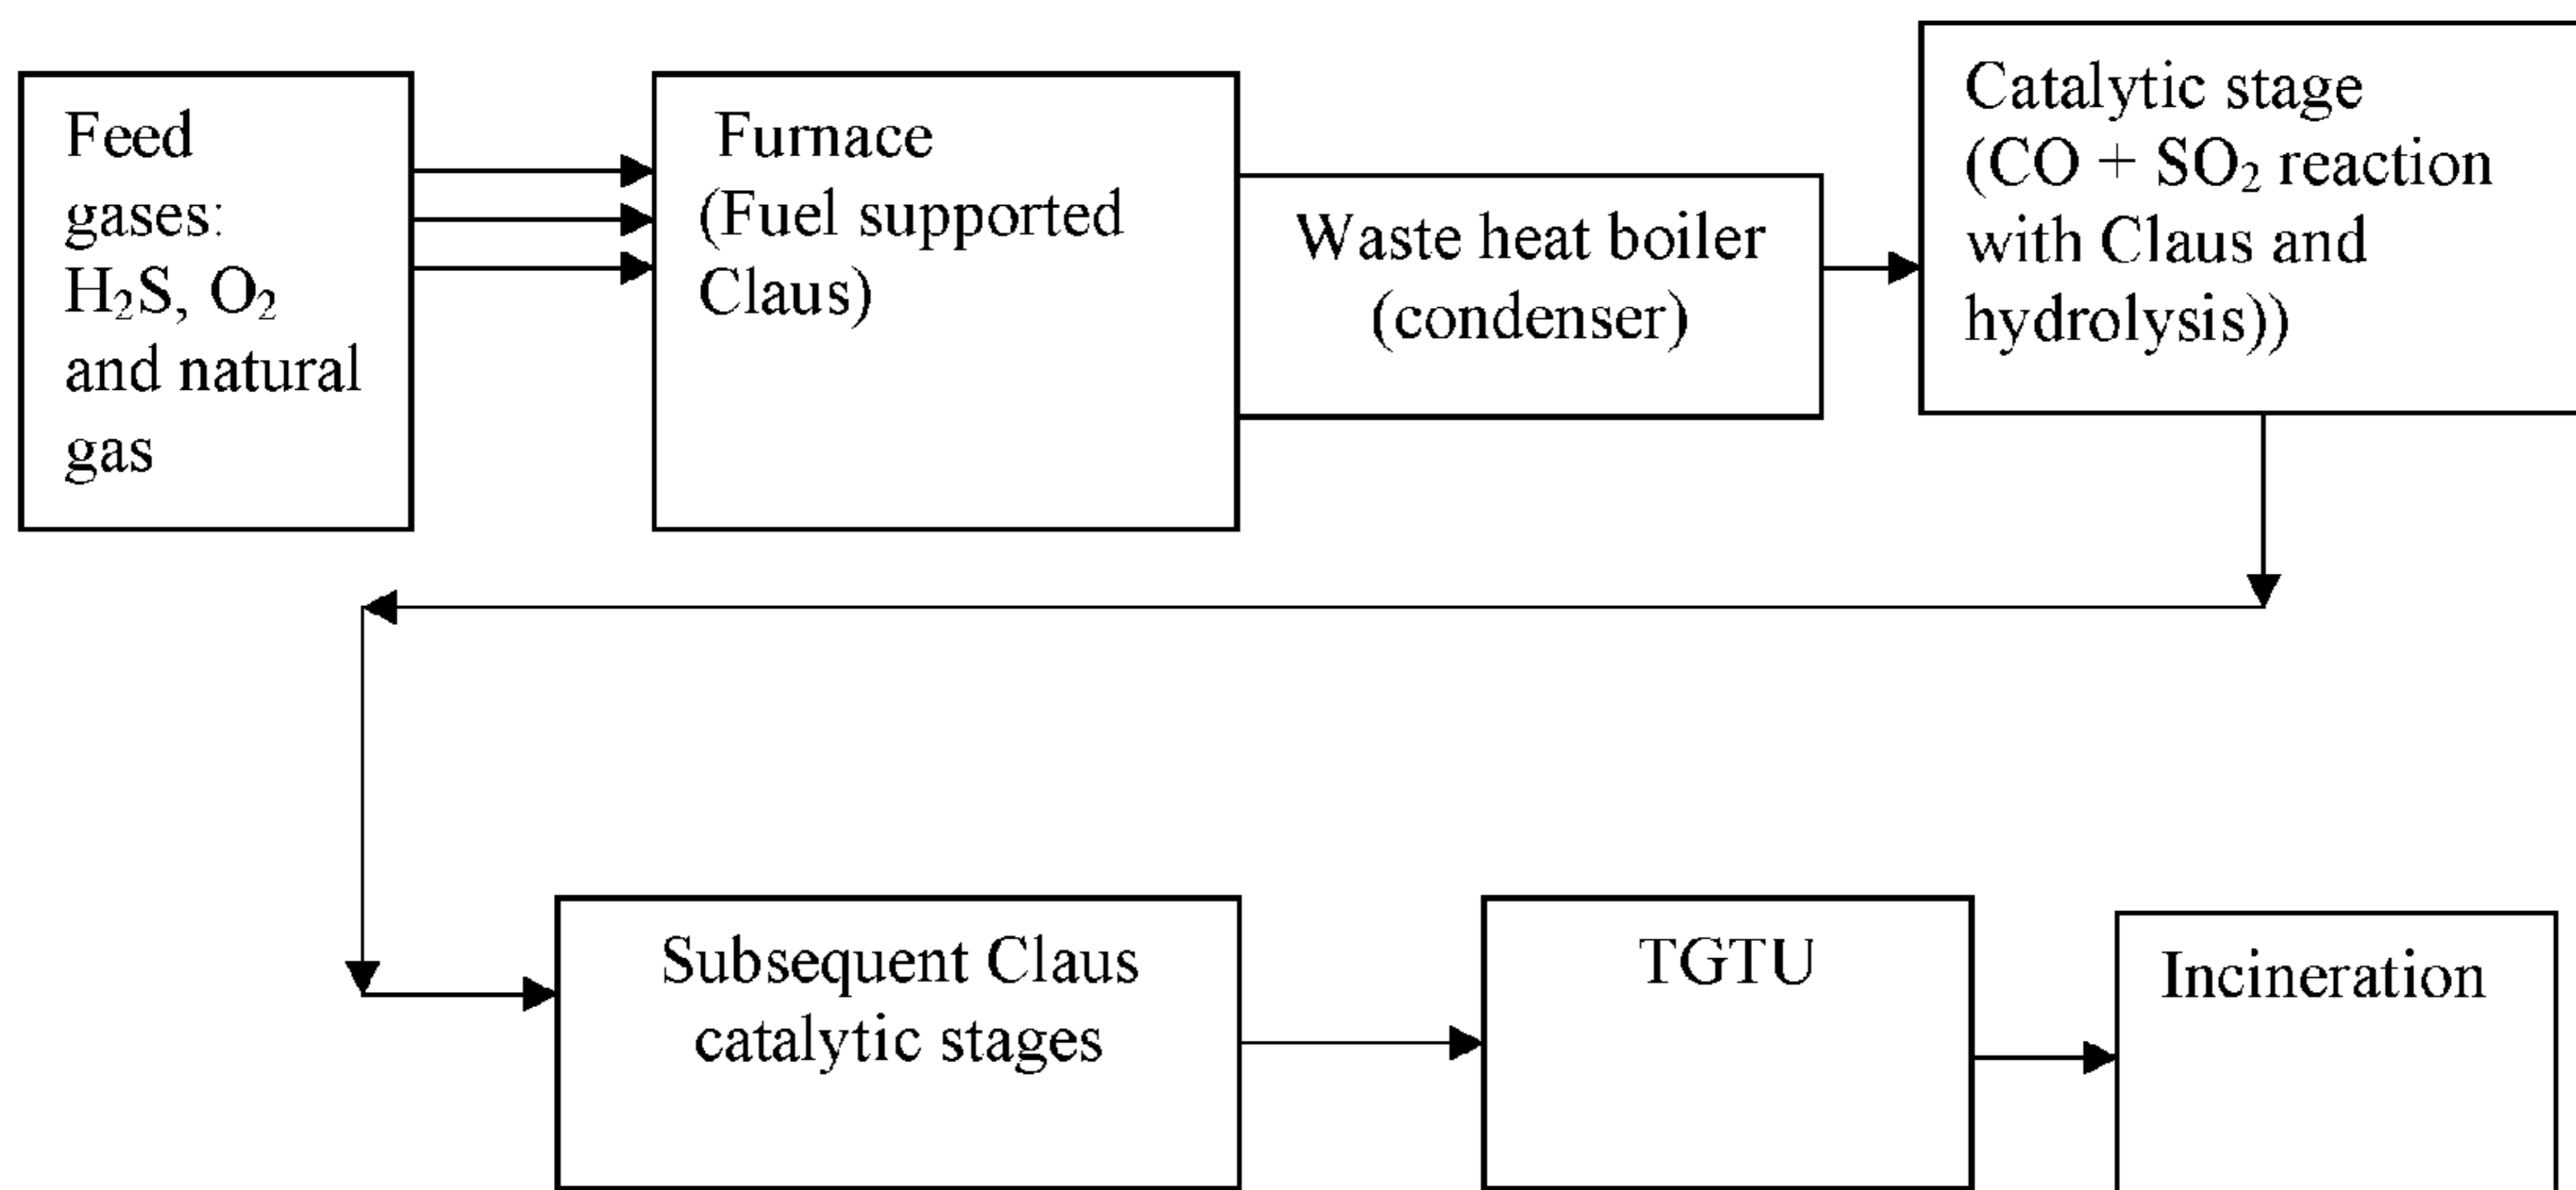 Feed
gases:
H₂S, O₂
and natural
gas
Furnace
(Fuel supported
Claus)
Waste heat boiler
(condenser)
Catalytic stage
(CO + SO₂ reaction
with Claus and
hydrolysis))
Subsequent Claus
catalytic stages
TGTU
Incineration